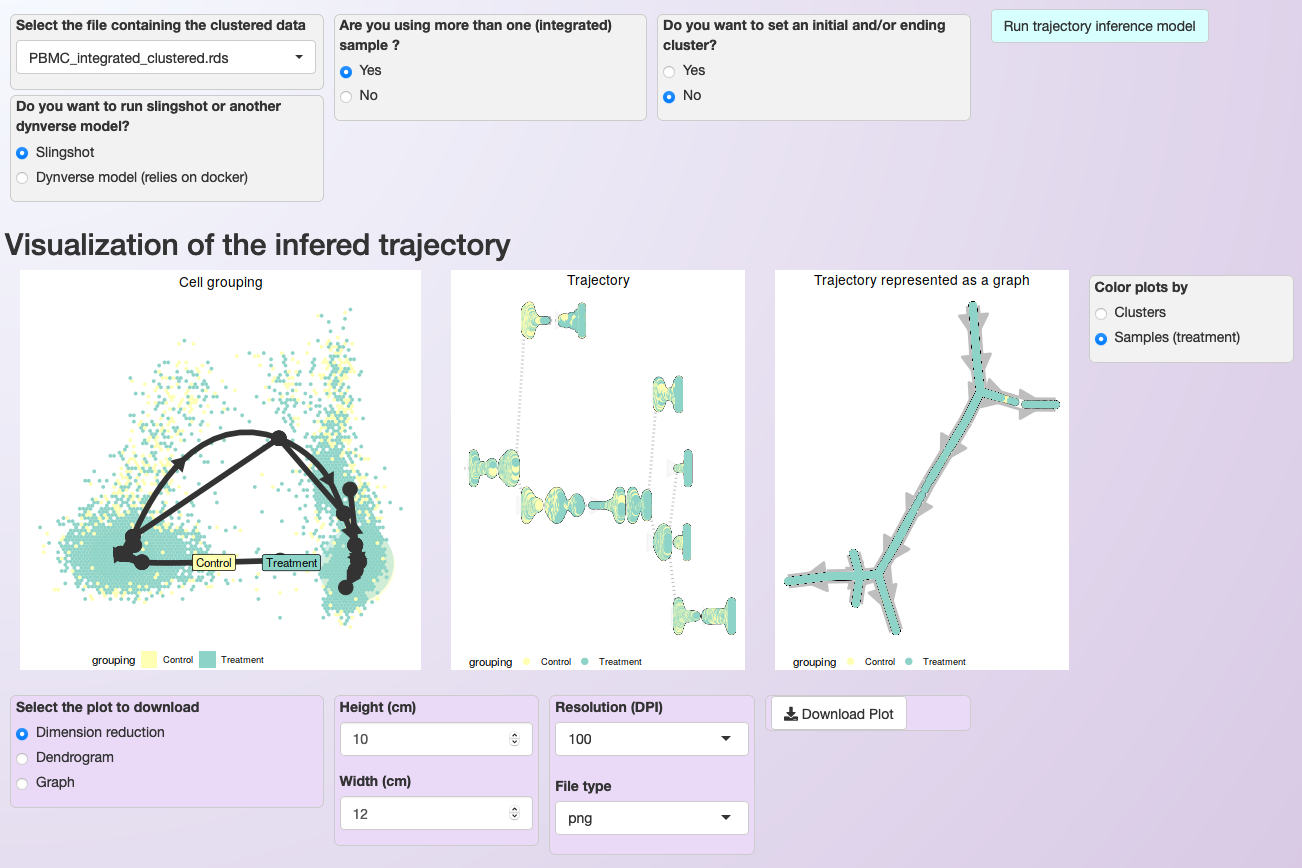 Select the file containing the clustered data
PBMC_integrated_clustered.rds
Do you want to run slingshot or another
dynverse model?
Slingshot
Dynverse model (relies on docker)
Are you using more than one (integrated)
sample ?
Yes
No
Do you want to set an initial and/or ending
cluster?
Yes
No
Run trajectory inference model
Visualization of the infered trajectory
Cell grouping
Control
Treatment
grouping Control Treatment
Trajectory
grouping Control Treatment
Trajectory represented as a graph
grouping Control Treatment
Color plots by
Clusters
Samples (treatment)
Select the plot to download
Dimension reduction
Dendrogram
Graph
Height (cm)
10
Width (cm)
12
Resolution (DPI)
100
File type
png
Download Plot